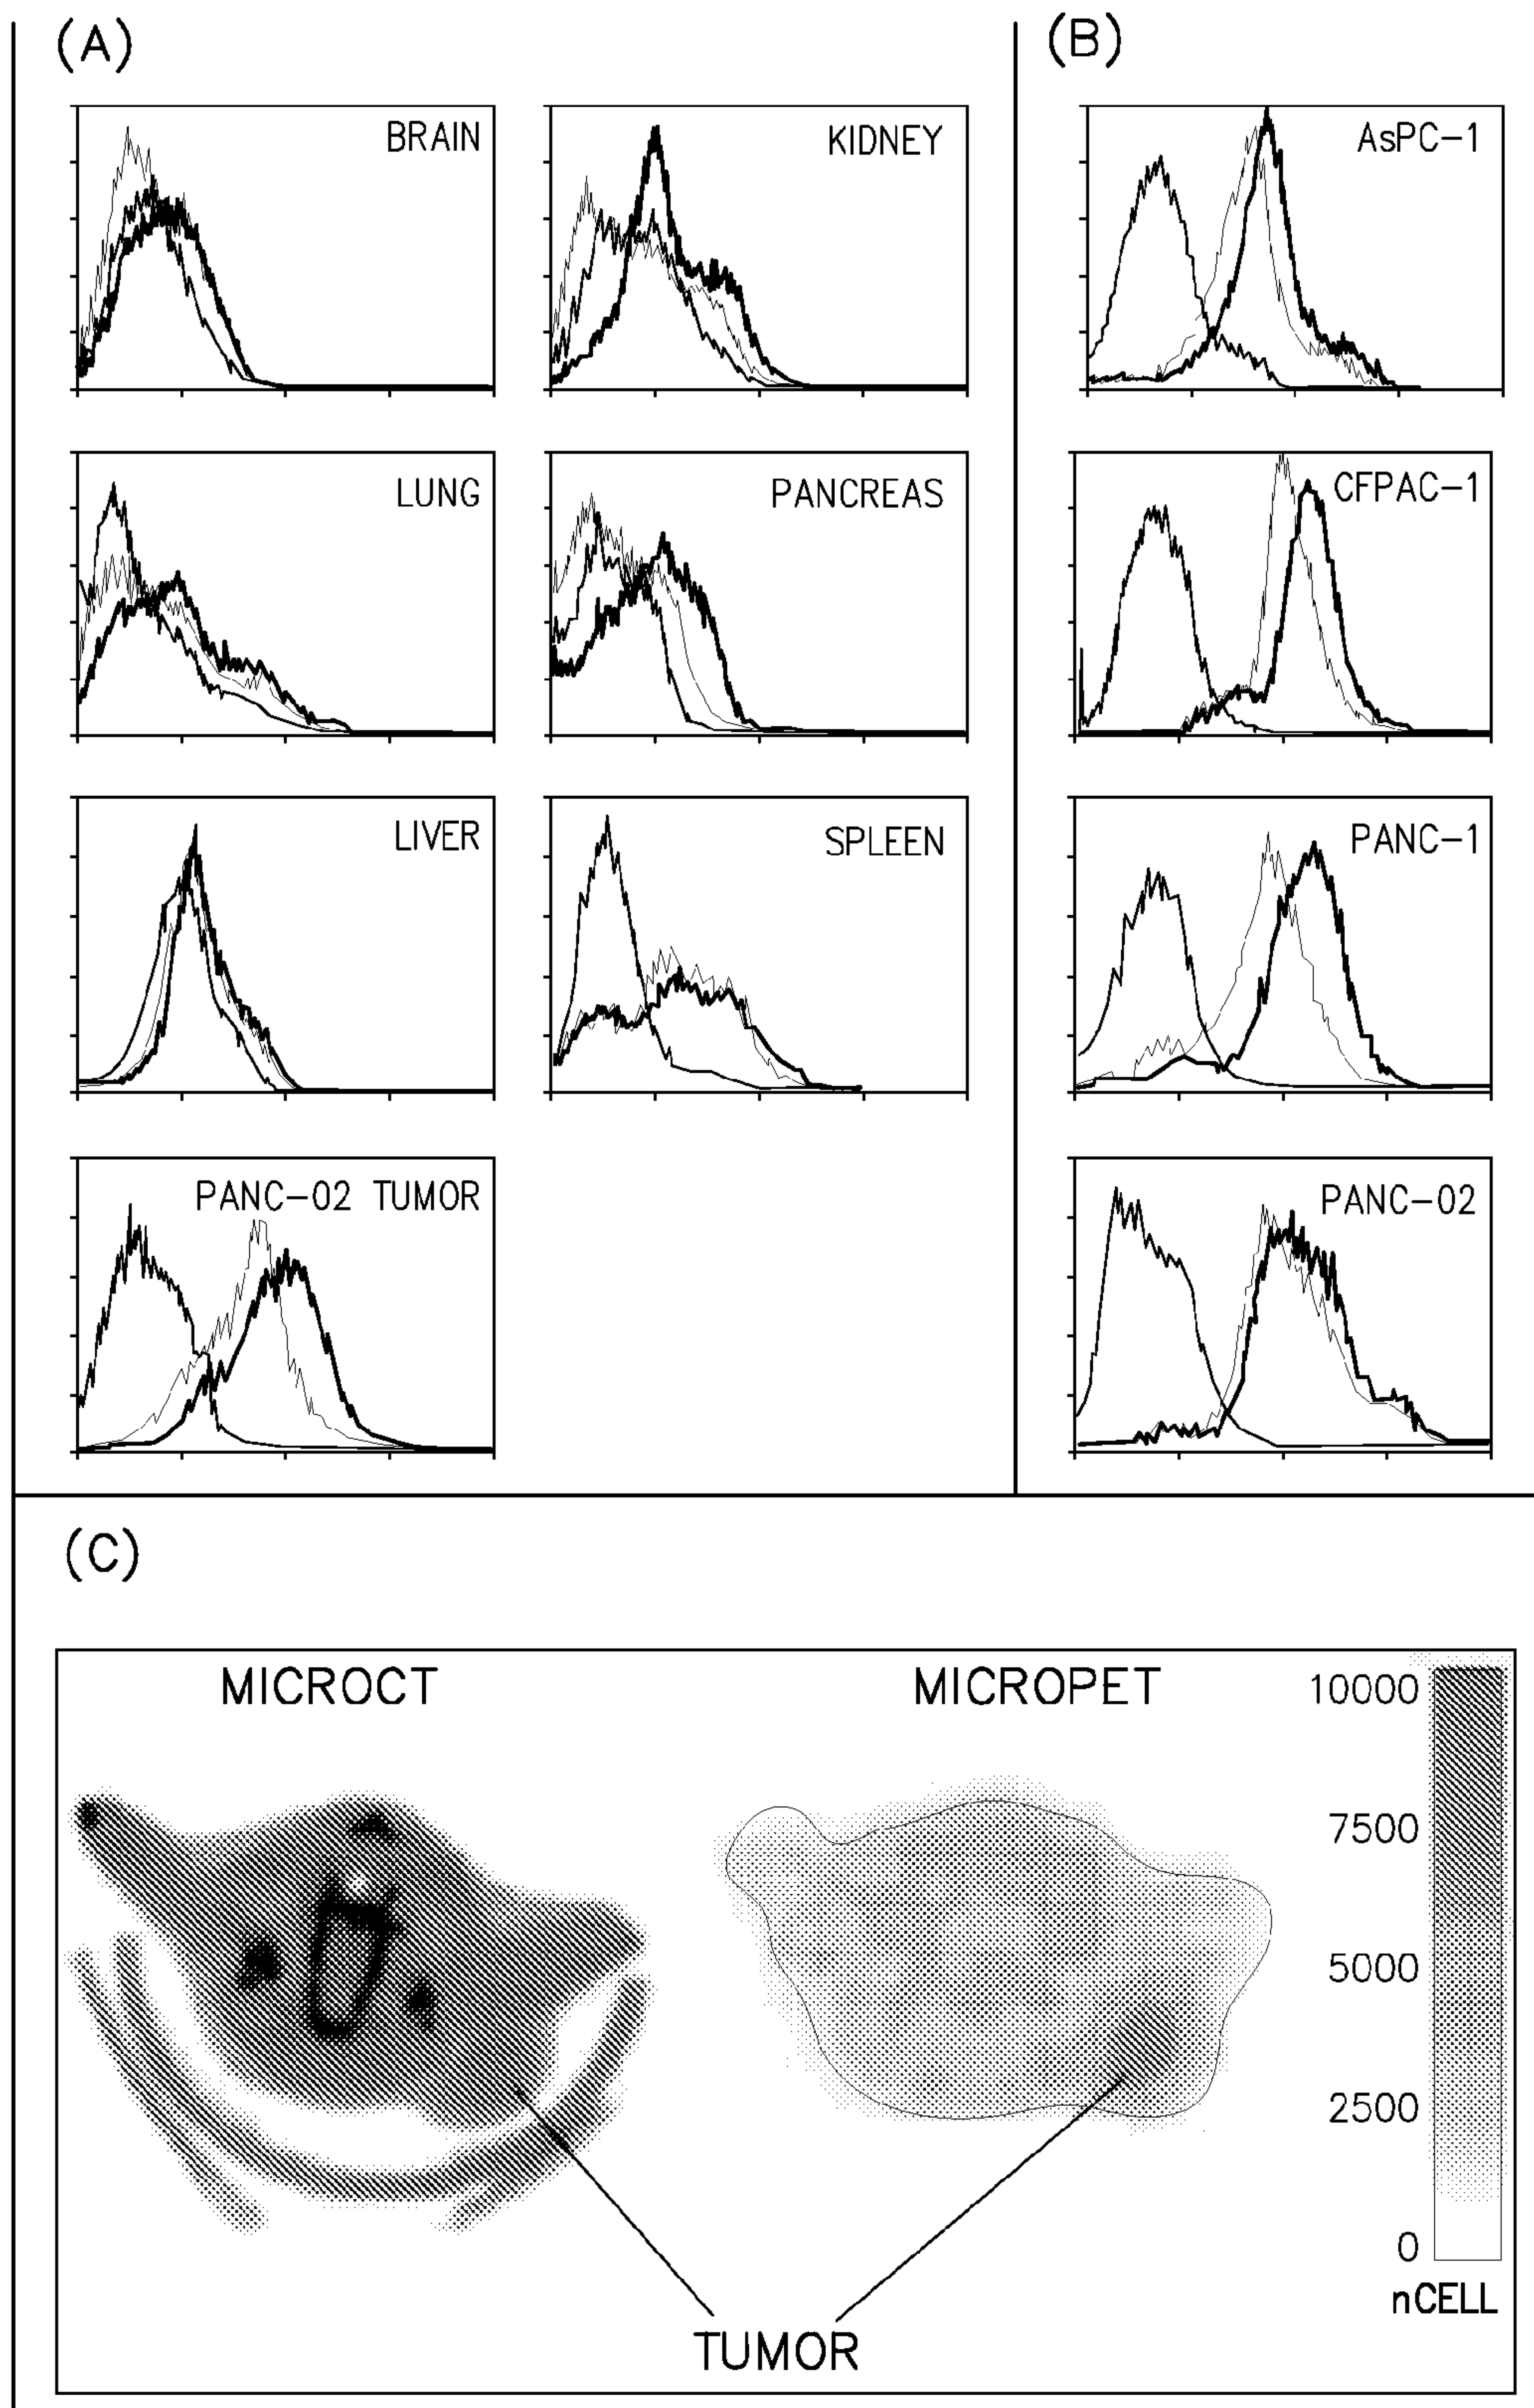 (A)
BRAIN
KIDNEY
LUNG
PANCREAS
LIVER
SPLEEN
PANC-02 TUMOR
(B)
AsPC-1
CFPAC-1
PANC-1
PANC-02
(C)
MICROCT
MICROPET
10000
7500
5000
2500
0
nCELL
TUMOR